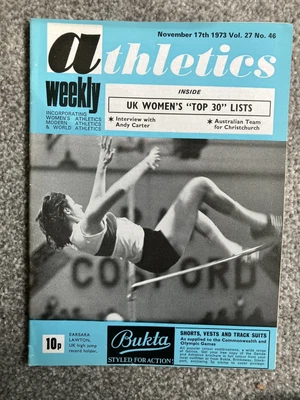 November 17th 1973 Vol. 27 No. 46
athletics
weekly
INCORPORATING
WOMEN'S ATHLETICS
MODERN ATHLETICS
& WORLD ATHLETICS
INSIDE
UK WOMEN'S "TOP 30" LISTS
★ Interview with
Andy Carter
★ Australian Team
for Christchurch
CONCORD
10p
BARBARA
LAWTON,
UK high jump
record holder.
Bukta
STYLED FOR ACTION!
SHORTS, VESTS AND TRACK SUITS
As supplied to the Commonwealth and
Olympic Games